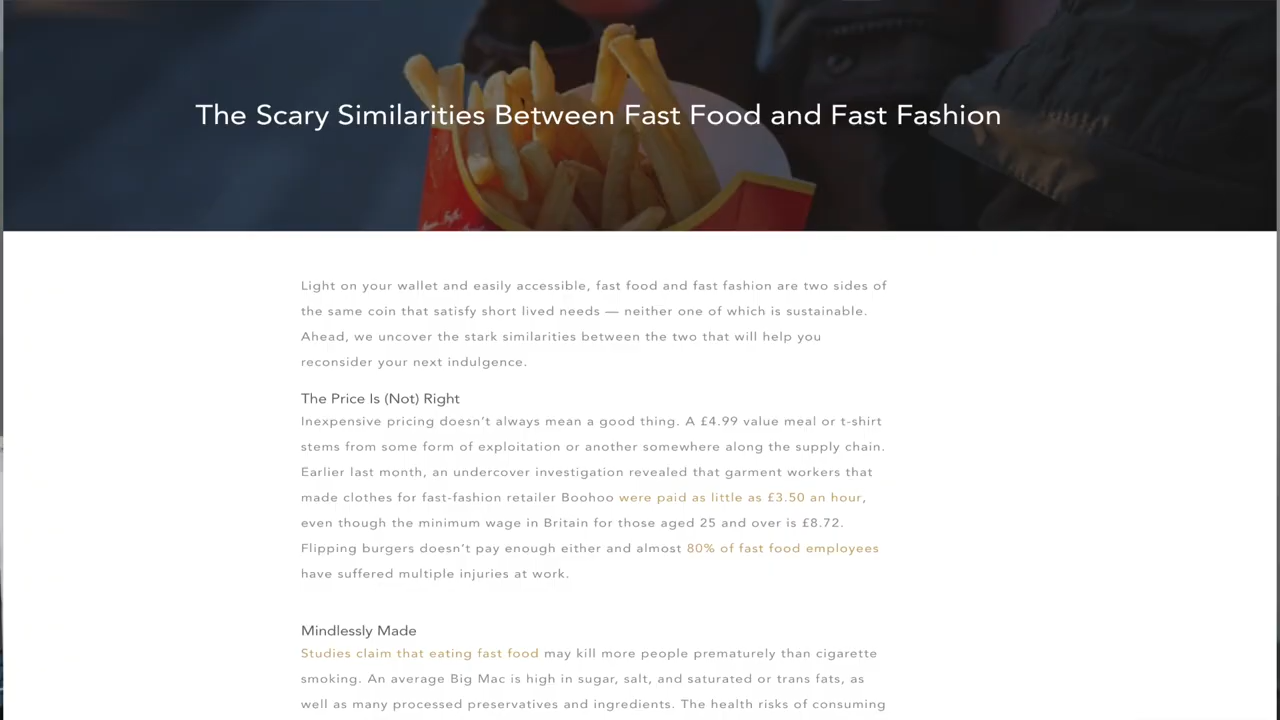 The Scary Similarities Between Fast Food and Fast Fashion
Light on your wallet and easily accessible, fast food and fast fashion are two sides of
the same coin that satisfy short lived needs — neither one of which is sustainable.
Ahead, we uncover the stark similarities between the two that will help you
reconsider your next indulgence.
The Price Is (Not) Right
Inexpensive pricing doesn't always mean a good thing. A £4.99 value meal or t-shirt
stems from some form of exploitation or another somewhere along the supply chain.
Earlier last month, an undercover investigation revealed that garment workers that
made clothes for fast-fashion retailer Boohoo were paid as little as £3.50 an hour,
even though the minimum wage in Britain for those aged 25 and over is £8.72.
Flipping burgers doesn't pay enough either and almost 80% of fast food employees
have suffered multiple injuries at work.
Mindlessly Made
Studies claim that eating fast food may kill more people prematurely than cigarette
smoking. An average Big Mac is high in sugar, salt, and saturated or trans fats, as
well as many processed preservatives and ingredients. The health risks of consuming